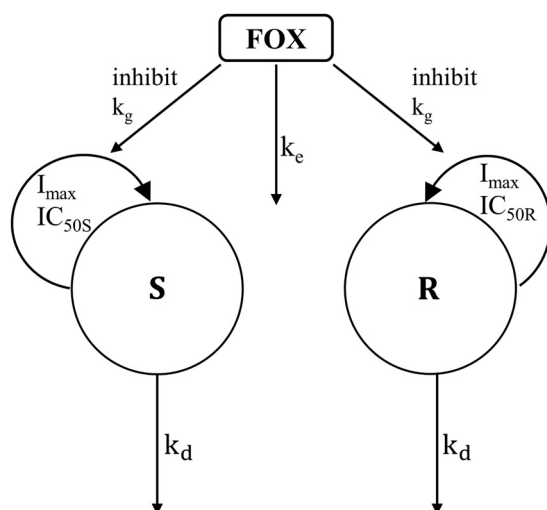 FOX
inhibit
k_g
inhibit
k_g
k_e
I_max
IC_50S
I_max
IC_50R
S
R
k_d
k_d